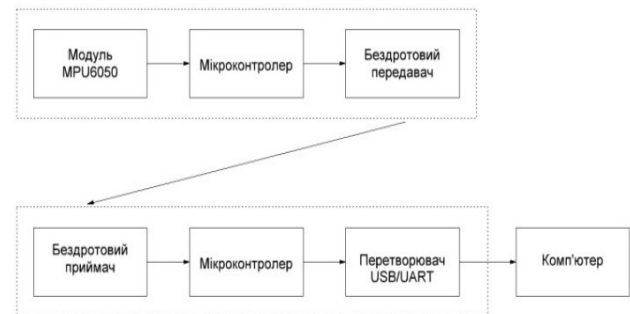 Модуль
MPU6050
Мікроконтролер
Бездротовий
передавач
Бездротовий
приймач
Мікроконтролер
Перетворювач
USB/UART
Комп'ютер